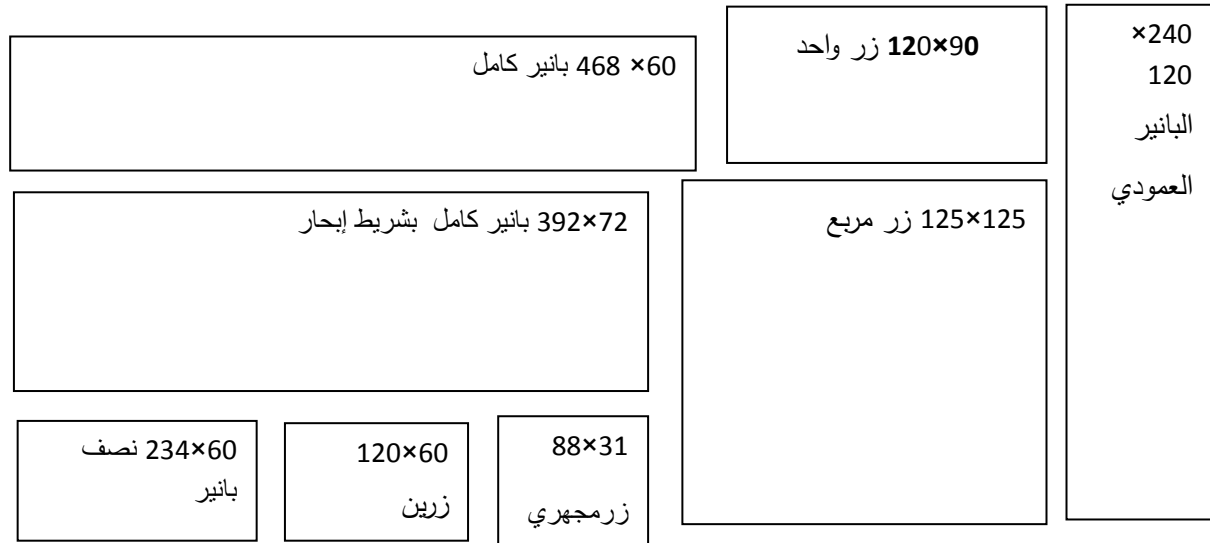 ×240
120
البانير
العمودي
120×90 زر واحد
468 ×60 بانير كامل
125×125 زر مربع
392×72 بانير كامل بشريط إبحار
88×31
زرمجهري
120×60
زرين
234×60 نصف
بانير